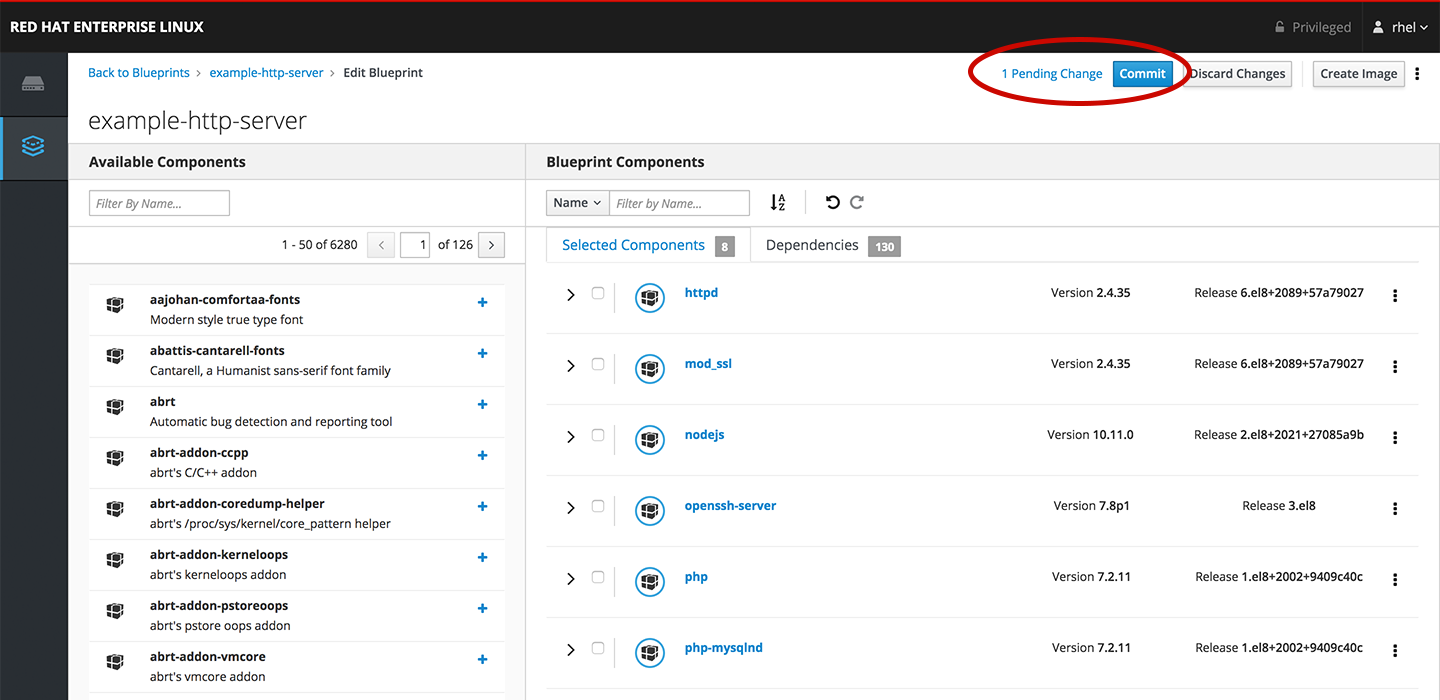 RED HAT ENTERPRISE LINUX
Privileged
rhel
Back to Blueprints > example-http-server > Edit Blueprint
1 Pending Change
Commit
Discard Changes
Create Image
example-http-server
Available Components
Filter By Name...
1 - 50 of 6280
1 of 126
aajohan-comfortaa-fonts
Modern style true type font
abattis-cantarell-fonts
Cantarell, a Humanist sans-serif font family
abrt
Automatic bug detection and reporting tool
abrt-addon-ccpp
abrt's C/C++ addon
abrt-addon-coredump-helper
abrt's /proc/sys/kernel/core_pattern helper
abrt-addon-kerneloops
abrt's kerneloops addon
abrt-addon-pstoreoops
abrt's pstore oops addon
abrt-addon-vmcore
abrt's vmcore addon
Blueprint Components
Name
Filter by Name...
Selected Components 8
Dependencies 130
httpd Version 2.4.35 Release 6.el8+2089+57a79027
mod_ssl Version 2.4.35 Release 6.el8+2089+57a79027
nodejs Version 10.11.0 Release 2.el8+2021+27085a9b
openssh-server Version 7.8p1 Release 3.el8
php Version 7.2.11 Release 1.el8+2002+9409c40c
php-mysqlnd Version 7.2.11 Release 1.el8+2002+9409c40c